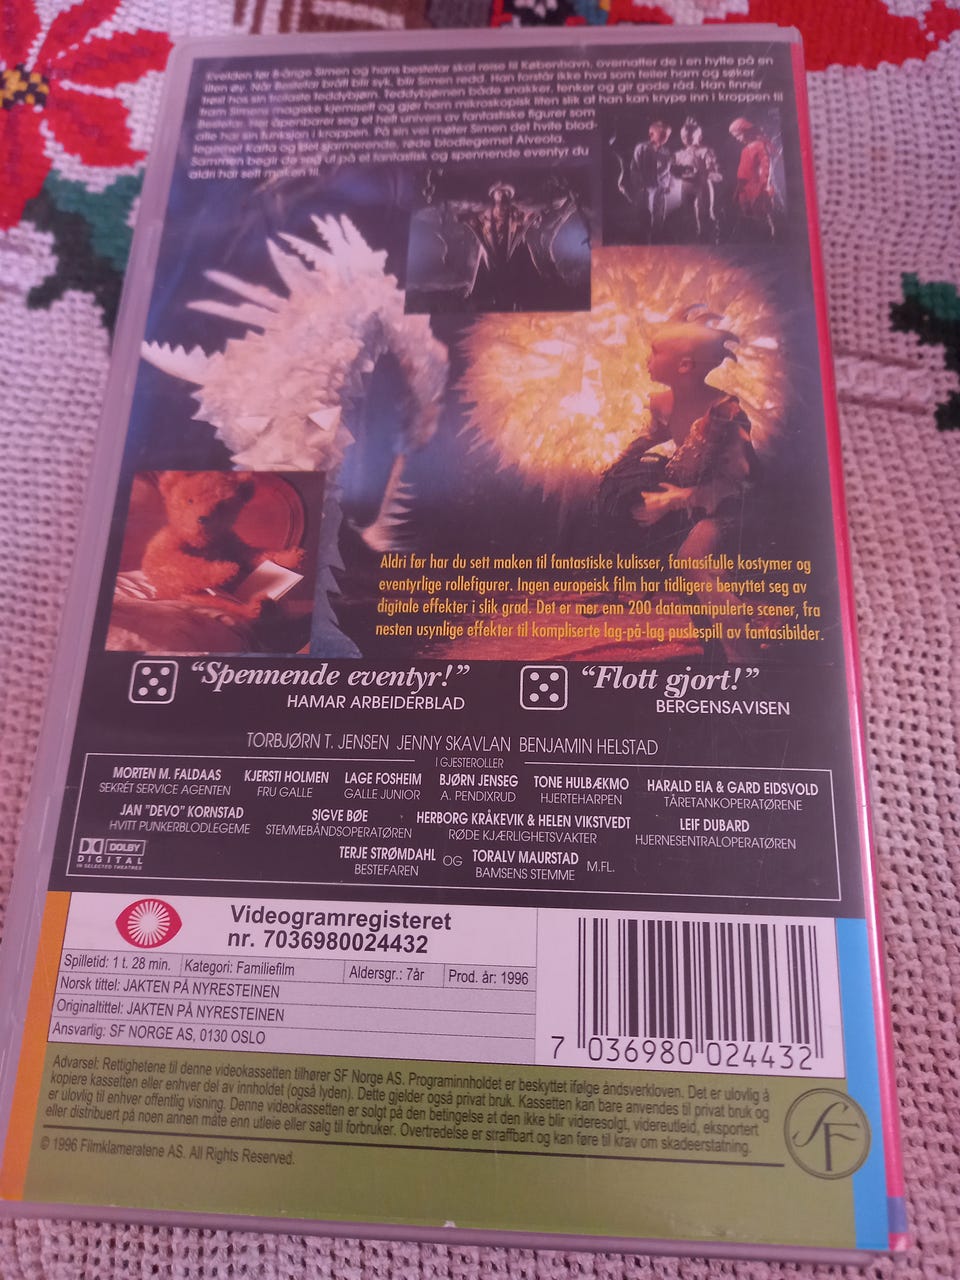 Kvelden før 8-årige Simen og hans bestefar skal reise til København, overnatter de i en hytte på en
liten øy. Når Bestefar brått blir syk, blir Simen redd. Han forstår ikke hva som feiler ham og søker
trøst hos sin trofaste teddybjørn. Teddybjørnen både snakker, tenker og gir gode råd. Han finner
fram Simens magiske kjemisett og gjør ham mikroskopisk liten slik at han kan krype inn i kroppen til
Bestefar. Her åpenbarer seg et helt univers av fantastiske figurer som
alle har sin funksjon i kroppen. På sin vei møter Simen det hvite blod-
legemet Kaita og det sjarmerende, røde blodlegemet Alveola.
Sammen begir de seg ut på et fantastisk og spennende eventyr du
aldri har sett maken til.
Aldri før har du sett maken til fantastiske kulisser, fantasifulle kostymer og
eventyrlige rollefigurer. Ingen europeisk film har tidligere benyttet seg av
digitale effekter i slik grad. Det er mer enn 200 datamanipulerte scener, fra
nesten usynlige effekter til kompliserte lag-på-lag puslespill av fantasibilder.
"Spennende eventyr!"
HAMAR ARBEIDERBLAD
"Flott gjort!"
BERGENSAVISEN
TORBJØRN T. JENSEN JENNY SKAVLAN BENJAMIN HELSTAD
I GJESTEROLLER
MORTEN M. FALDAAS KJERSTI HOLMEN LAGE FOSHEIM BJØRN JENSEG TONE HULBÆKMO HARALD EIA & GARD EIDSVOLD
SEKRÉT SERVICE AGENTEN FRU GALLE GALLE JUNIOR A. PENDIXRUD HJERTEHARPEN TÅRETANKOPERATØRENE
JAN "DEVO" KORNSTAD SIGVE BØE HERBORG KRÅKEVIK & HELEN VIKSTVEDT LEIF DUBARD
HVITT PUNKERBLODLEGEME STEMMEBÅNDSOPERATØREN RØDE KJÆRLIGHETSVAKTER HJERNESENTRALOPERATØREN
TERJE STRØMDAHL OG TORALV MAURSTAD M.FL.
BESTEFAREN BAMSENS STEMME
DOLBY
DIGITAL
IN SELECTED THEATRES
Videogramregisteret
nr. 7036980024432
Spilletid: 1 t. 28 min. Kategori: Familiefilm Aldersgr.: 7år Prod. år: 1996
Norsk tittel: JAKTEN PÅ NYRESTEINEN
Originaltittel: JAKTEN PÅ NYRESTEINEN
Ansvarlig: SF NORGE AS, 0130 OSLO
7 036980 024432
Advarsel: Rettighetene til denne videokassetten tilhører SF Norge AS. Programinnholdet er beskyttet ifølge åndsverkloven. Det er ulovlig å
kopiere kassetten eller enhver del av innholdet (også lyden). Dette gjelder også privat bruk. Kassetten kan bare anvendes til privat bruk og
er ulovlig til enhver offentlig visning. Denne videokassetten er solgt på den betingelse at den ikke blir videresolgt, videreutleid, eksportert
eller distribuert på noen annen måte enn utleie eller salg til forbruker. Overtredelse er straffbart og kan føre til krav om skadeerstatning.
© 1996 Filmkameratene AS. All Rights Reserved.
SF